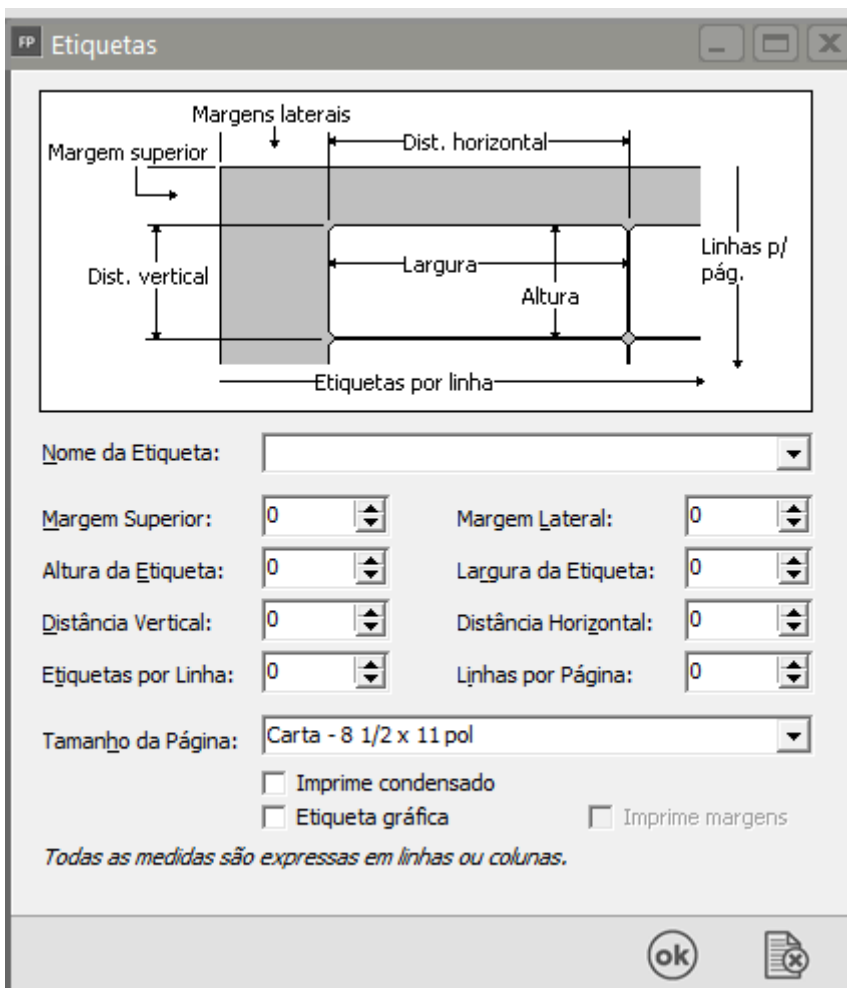 FP Etiquetas
Margens laterais
Dist. horizontal
Margem superior
Linhas p/
pág.
Largura
Dist. vertical
Altura
Etiquetas por linha
Nome da Etiqueta:
Margem Superior: 0 Margem Lateral: 0
Altura da Etiqueta: 0 Largura da Etiqueta: 0
Distância Vertical: 0 Distância Horizontal: 0
Etiquetas por Linha: 0 Linhas por Página: 0
Tamanho da Página: Carta - 8 1/2 x 11 pol
Imprime condensado
Etiqueta gráfica Imprime margens
Todas as medidas são expressas em linhas ou colunas.
ok